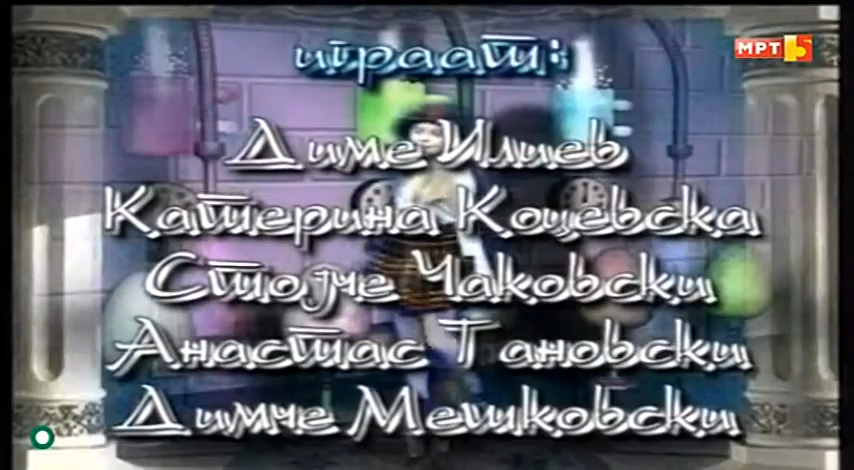 МРТ 5
играат:
Диме Илиев
Катерина Коцевска
Стојче Чаковски
Анастас Тановски
Димче Мешковски